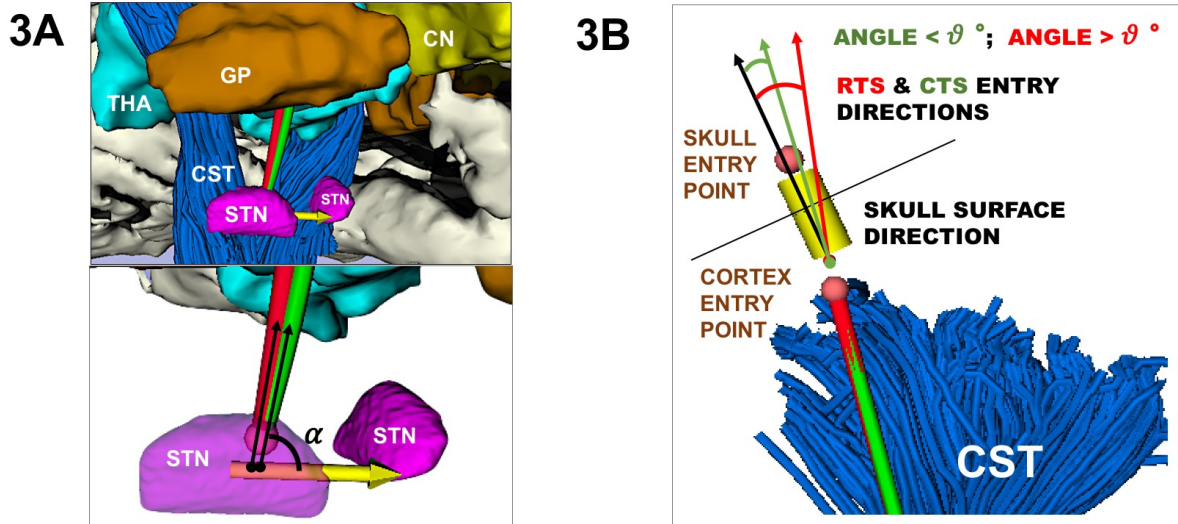 3A
CN
GP
THA
CST
STN
STN
α
STN
STN
3B
ANGLE < ϑ °; ANGLE > ϑ °
RTS & CTS ENTRY
DIRECTIONS
SKULL
ENTRY
POINT
SKULL SURFACE
DIRECTION
CORTEX
ENTRY
POINT
CST